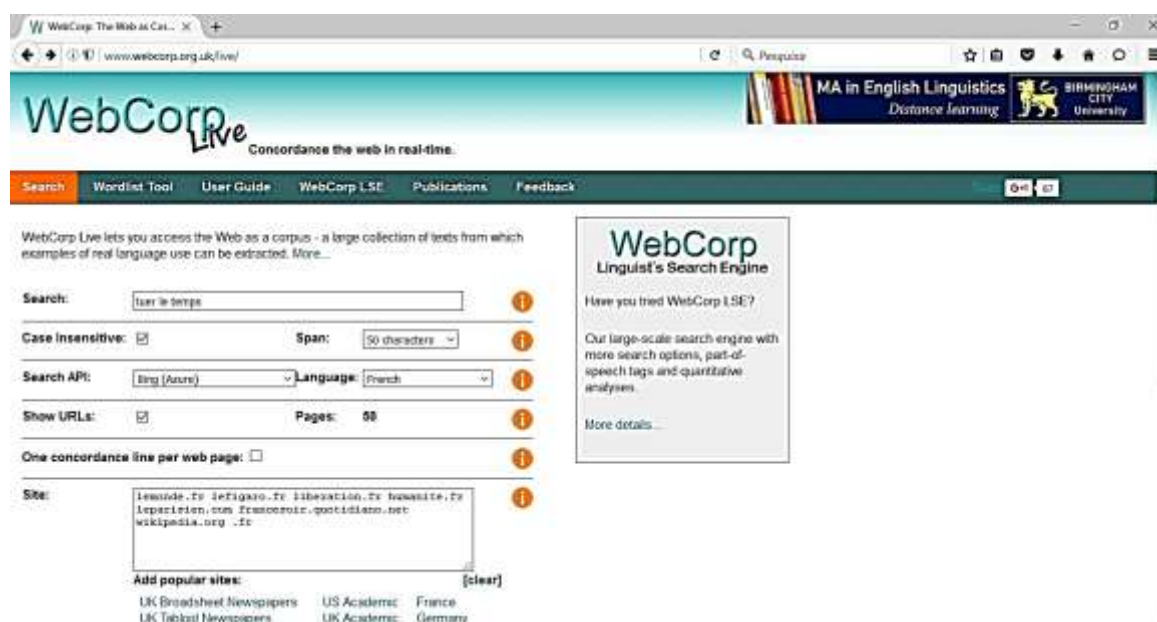 WebCorp: The Web as Cor... × +
www.webcorp.org.uk/live/
Pesquisa
WebCorp Live
Concordance the web in real-time.
MA in English Linguistics
Distance learning
BIRMINGHAM CITY University
Search Wordlist Tool User Guide WebCorp LSE Publications Feedback
G+1
WebCorp Live lets you access the Web as a corpus - a large collection of texts from which
examples of real language use can be extracted. More...
Search: tuer le temps
Case Insensitive: Span: 50 characters
Search API: Bing (Azure) Language: French
Show URLs: Pages: 50
One concordance line per web page:
Site: lemonde.fr lefigaro.fr liberation.fr humanite.fr
leparisien.com francesoir.quotidiano.net
wikipedia.org .fr
Add popular sites: [clear]
UK Broadsheet Newspapers US Academic France
UK Tabloid Newspapers UK Academic Germany
WebCorp
Linguist's Search Engine
Have you tried WebCorp LSE?
Our large-scale search engine with
more search options, part-of-
speech tags and quantitative
analyses.
More details...